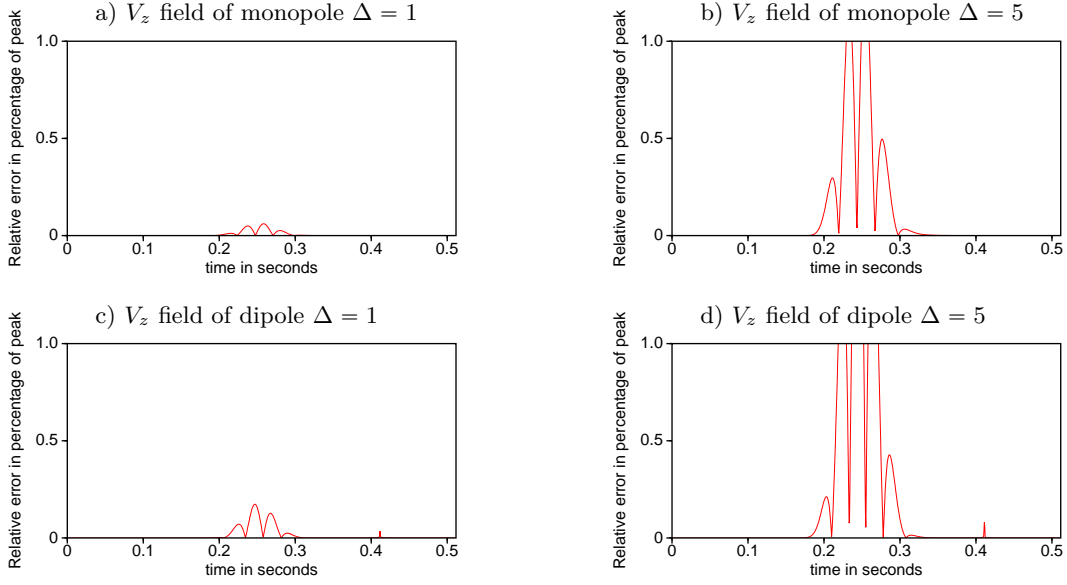 a) V_z field of monopole Δ = 1
Relative error in percentage of peak
1.0
0.5
0
0 0.1 0.2 0.3 0.4 0.5
time in seconds
b) V_z field of monopole Δ = 5
Relative error in percentage of peak
1.0
0.5
0
0 0.1 0.2 0.3 0.4 0.5
time in seconds
c) V_z field of dipole Δ = 1
Relative error in percentage of peak
1.0
0.5
0
0 0.1 0.2 0.3 0.4 0.5
time in seconds
d) V_z field of dipole Δ = 5
Relative error in percentage of peak
1.0
0.5
0
0 0.1 0.2 0.3 0.4 0.5
time in seconds